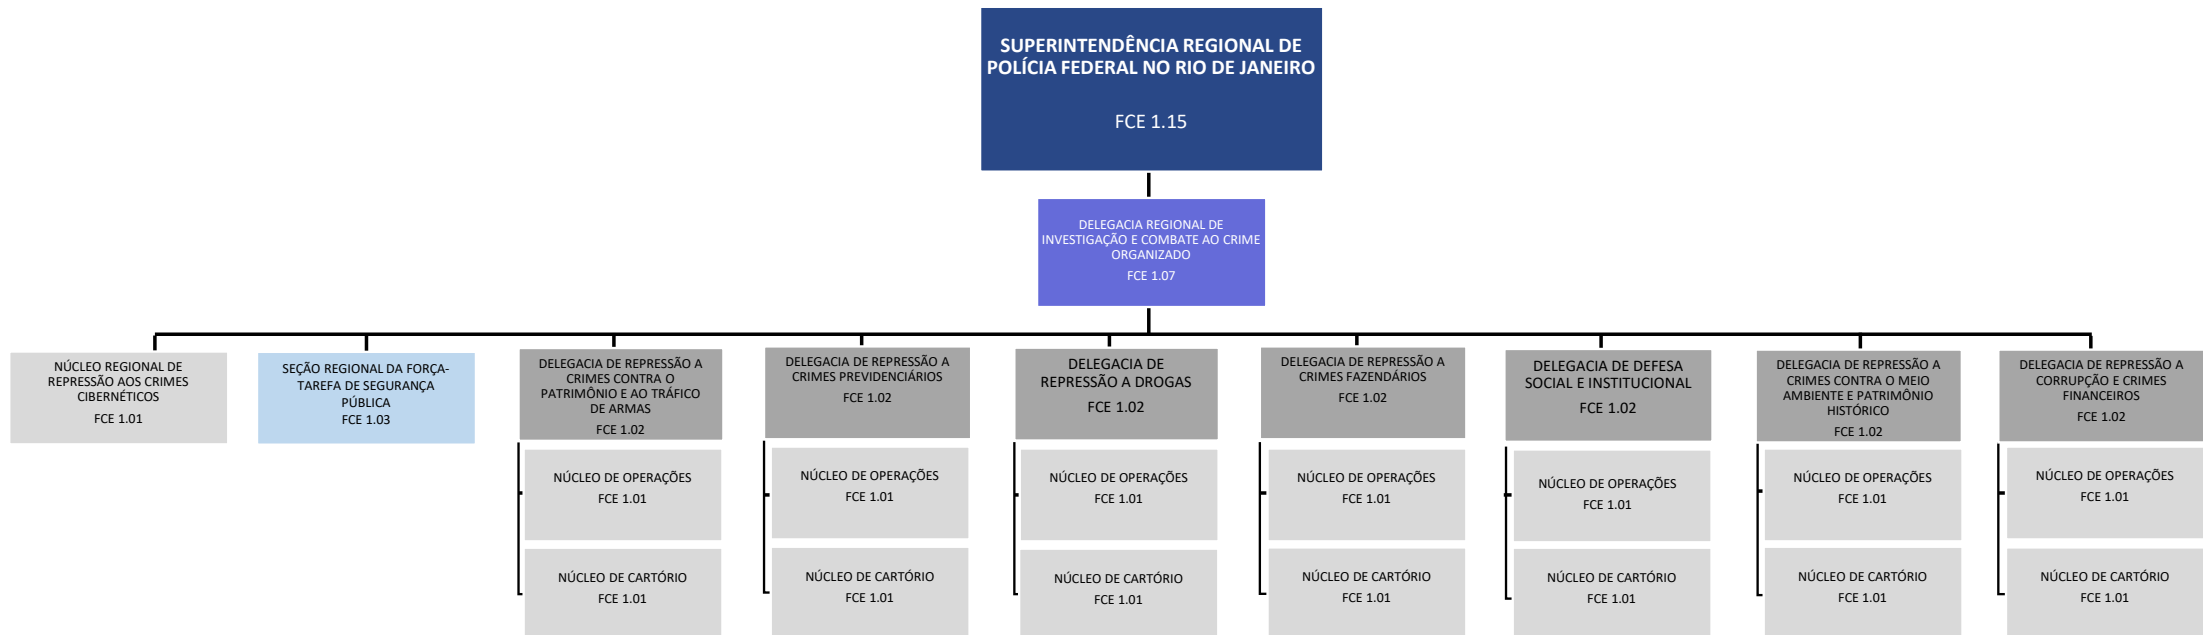 SUPERINTENDÊNCIA REGIONAL DE
POLÍCIA FEDERAL NO RIO DE JANEIRO
FCE 1.15
DELEGACIA REGIONAL DE
INVESTIGAÇÃO E COMBATE AO CRIME
ORGANIZADO
FCE 1.07
NÚCLEO REGIONAL DE
REPRESSÃO AOS CRIMES
CIBERNÉTICOS
FCE 1.01
SEÇÃO REGIONAL DA FORÇA-
TAREFA DE SEGURANÇA
PÚBLICA
FCE 1.03
DELEGACIA DE REPRESSÃO A
CRIMES CONTRA O
PATRIMÔNIO E AO TRÁFICO
DE ARMAS
FCE 1.02
NÚCLEO DE OPERAÇÕES
FCE 1.01
NÚCLEO DE CARTÓRIO
FCE 1.01
DELEGACIA DE REPRESSÃO A
CRIMES PREVIDENCIÁRIOS
FCE 1.02
NÚCLEO DE OPERAÇÕES
FCE 1.01
NÚCLEO DE CARTÓRIO
FCE 1.01
DELEGACIA DE
REPRESSÃO A DROGAS
FCE 1.02
NÚCLEO DE OPERAÇÕES
FCE 1.01
NÚCLEO DE CARTÓRIO
FCE 1.01
DELEGACIA DE REPRESSÃO A
CRIMES FAZENDÁRIOS
FCE 1.02
NÚCLEO DE OPERAÇÕES
FCE 1.01
NÚCLEO DE CARTÓRIO
FCE 1.01
DELEGACIA DE DEFESA
SOCIAL E INSTITUCIONAL
FCE 1.02
NÚCLEO DE OPERAÇÕES
FCE 1.01
NÚCLEO DE CARTÓRIO
FCE 1.01
DELEGACIA DE REPRESSÃO A
CRIMES CONTRA O MEIO
AMBIENTE E PATRIMÔNIO
HISTÓRICO
FCE 1.02
NÚCLEO DE OPERAÇÕES
FCE 1.01
NÚCLEO DE CARTÓRIO
FCE 1.01
DELEGACIA DE REPRESSÃO A
CORRUPÇÃO E CRIMES
FINANCEIROS
FCE 1.02
NÚCLEO DE OPERAÇÕES
FCE 1.01
NÚCLEO DE CARTÓRIO
FCE 1.01